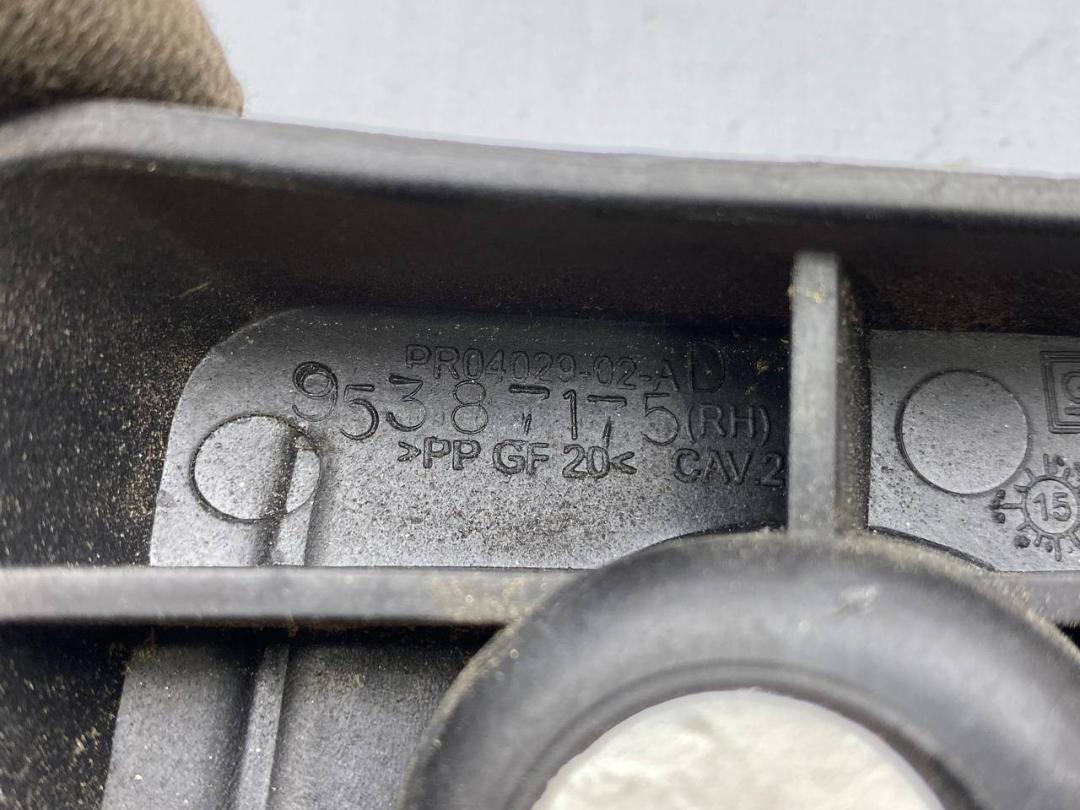 PR04029-02-AD
95387175(RH)
>PP GF 20< CAV.2
15